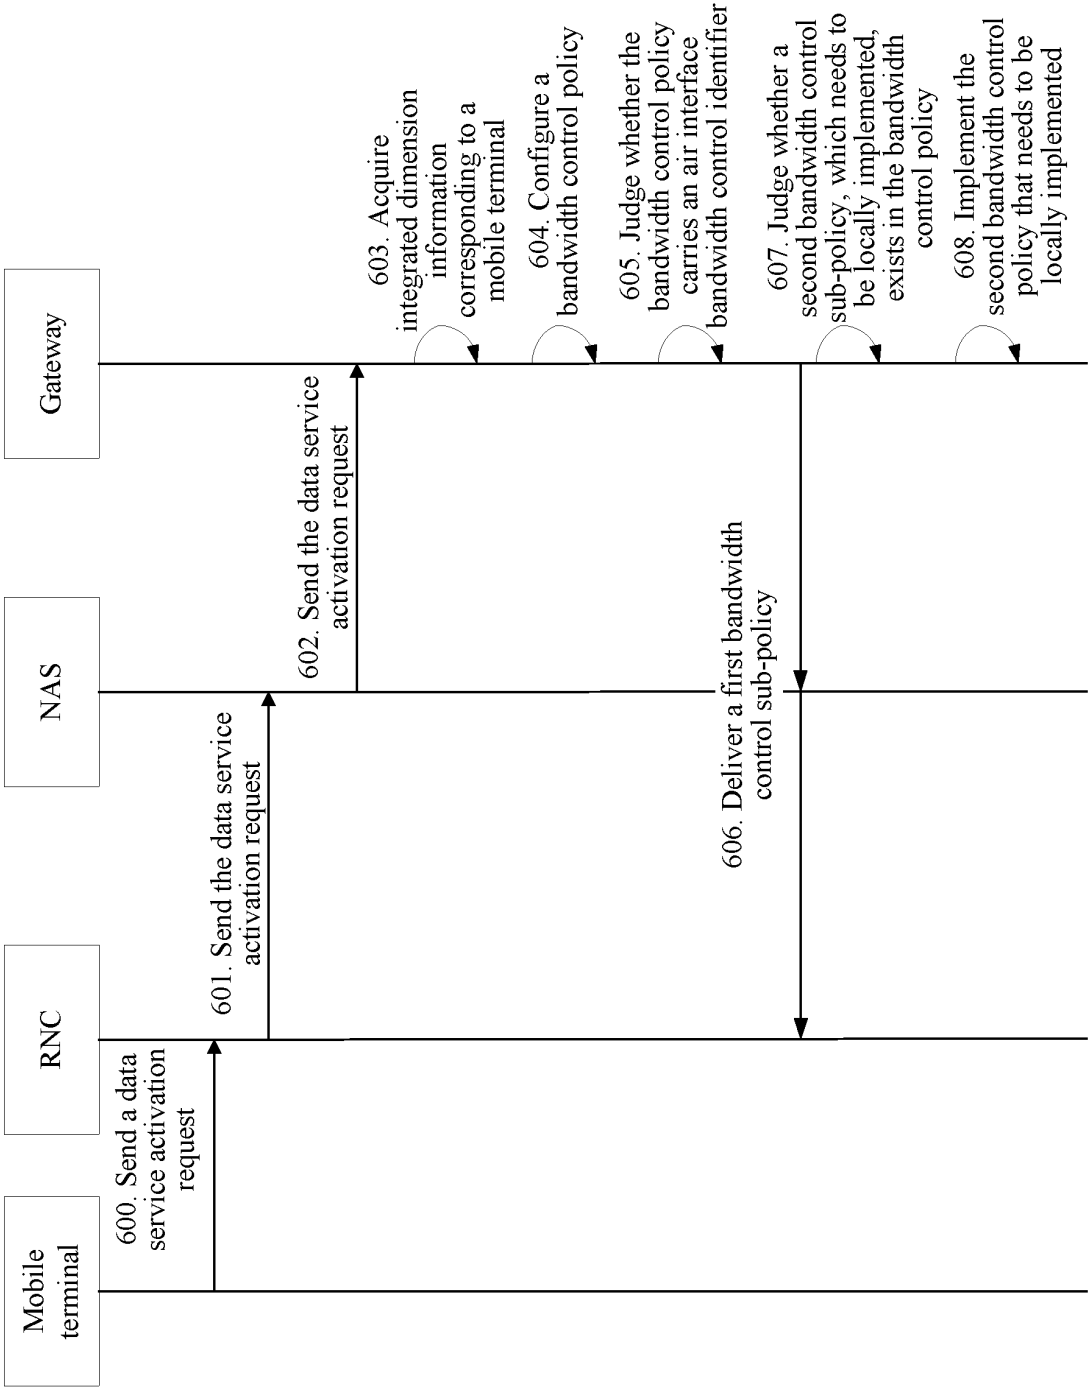 Mobile
terminal
RNC
NAS
Gateway
600. Send a data
service activation
request
601. Send the data service
activation request
602. Send the data service
activation request
603. Acquire
integrated dimension
information
corresponding to a
mobile terminal
604. Configure a
bandwidth control policy
605. Judge whether the
bandwidth control policy
carries an air interface
bandwidth control identifier
606. Deliver a first bandwidth
control sub-policy
607. Judge whether a
second bandwidth control
sub-policy, which needs to
be locally implemented,
exists in the bandwidth
control policy
608. Implement the
second bandwidth control
policy that needs to be
locally implemented